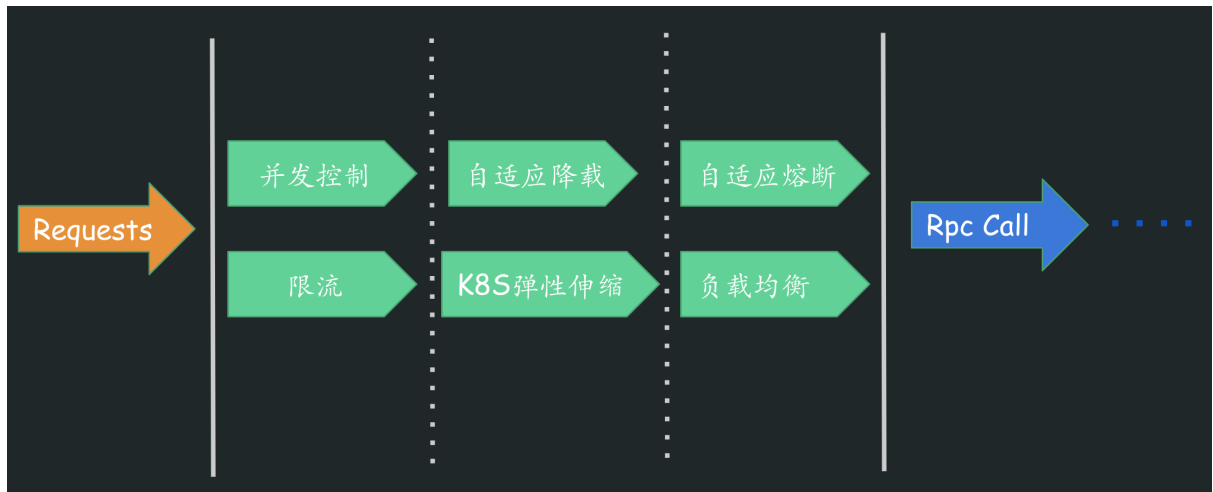 Requests
并发控制
限流
自适应降载
K8S弹性伸缩
自适应熔断
负载均衡
Rpc Call